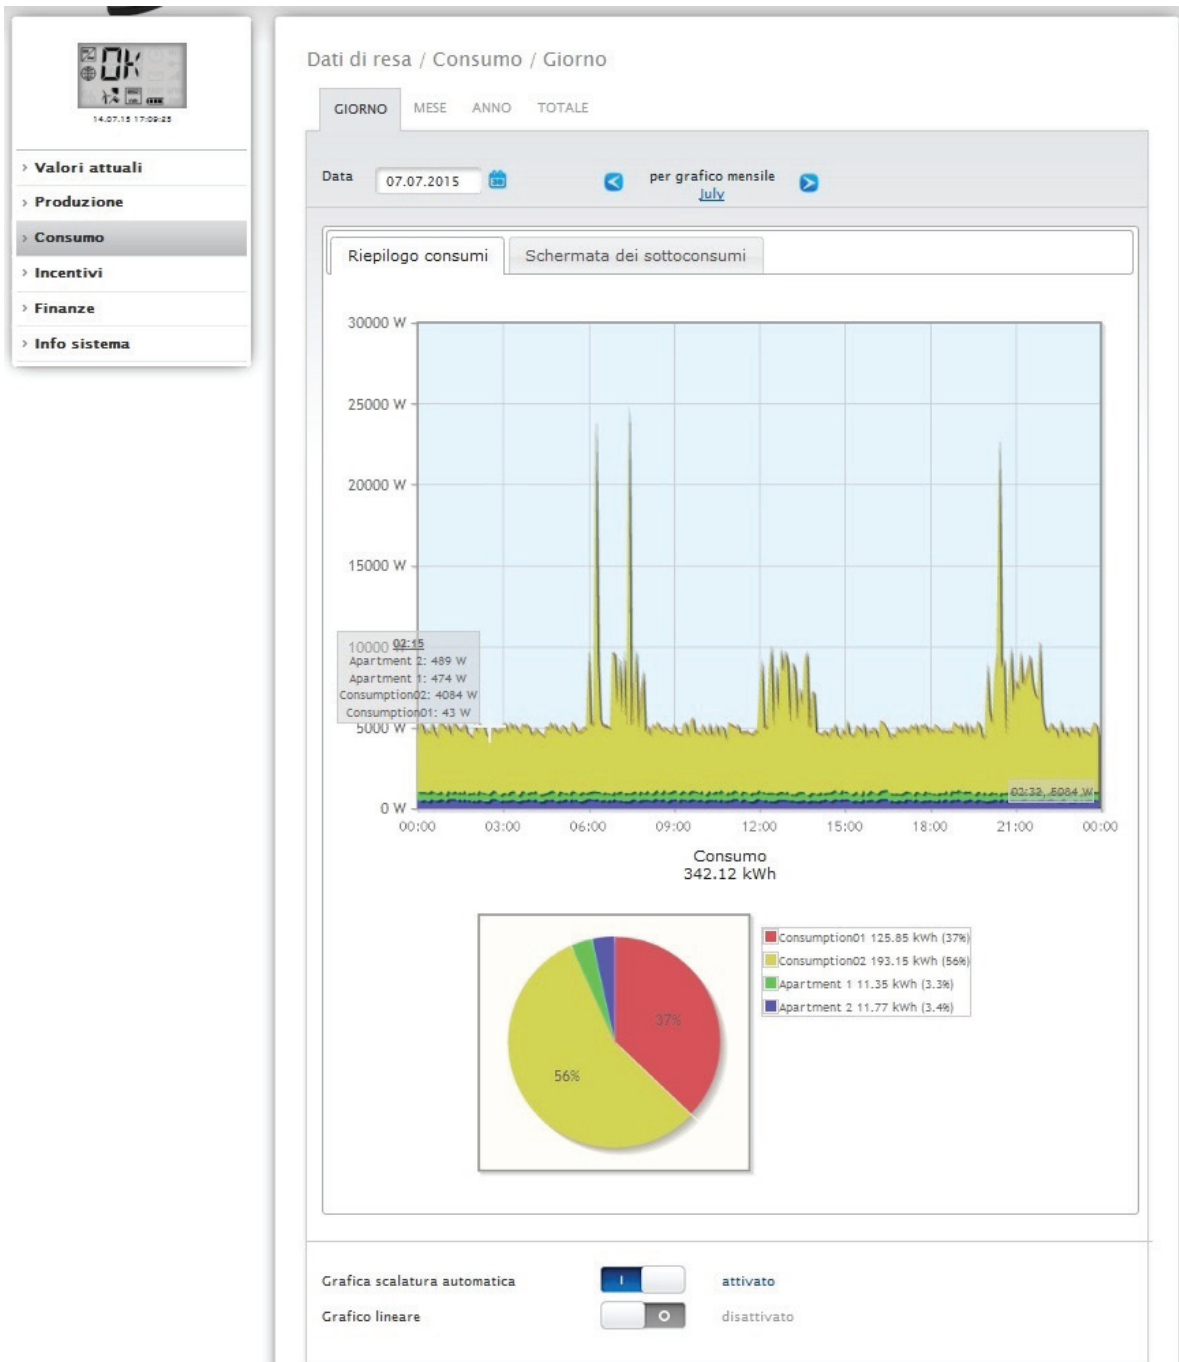 OK
14.07.15 17:09:25
› Valori attuali
› Produzione
› Consumo
› Incentivi
› Finanze
› Info sistema
Dati di resa / Consumo / Giorno
GIORNO MESE ANNO TOTALE
Data 07.07.2015 per grafico mensile
July
Riepilogo consumi Schermata dei sottoconsumi
30000 W
25000 W
20000 W
15000 W
10000 W
02:15
Apartment 2: 489 W
Apartment 1: 474 W
Consumption02: 4084 W
Consumption01: 43 W
5000 W
02:32, 5084 W
0 W
00:00 03:00 06:00 09:00 12:00 15:00 18:00 21:00 00:00
Consumo
342.12 kWh
Consumption01 125.85 kWh (37%)
Consumption02 193.15 kWh (56%)
Apartment 1 11.35 kWh (3.3%)
Apartment 2 11.77 kWh (3.4%)
37%
56%
Grafica scalatura automatica I attivato
Grafico lineare O disattivato